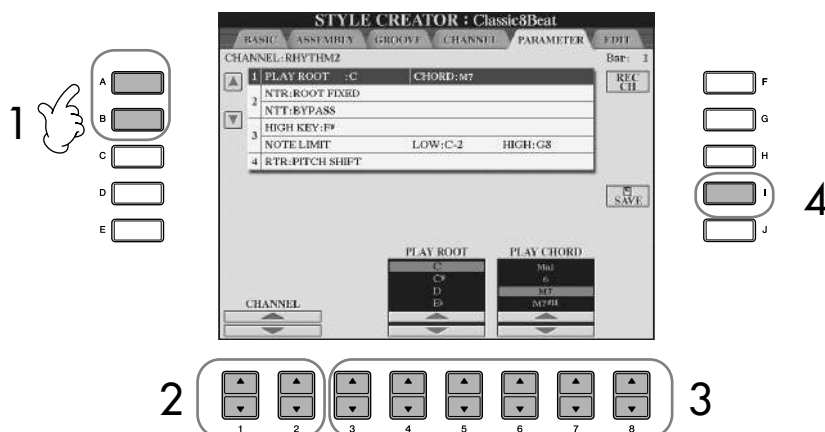 STYLE CREATOR : Classic8Beat
BASIC ASSEMBLY GROOVE CHANNEL PARAMETER EDIT
CHANNEL:RHYTHM2 Bar: 1
1 PLAY ROOT :C CHORD:M7
REC CH
2 NTR:ROOT FIXED
NTT:BYPASS
3 HIGH KEY:F#
NOTE LIMIT LOW:C-2 HIGH:G8
4 RTR:PITCH SHIFT
SAVE
PLAY ROOT PLAY CHORD
C Maj
C# 6
D M7
E♭ M7#11
CHANNEL
A
B
C
D
E
F
G
H
I
J
1
4
2
3
1 2 3 4 5 6 7 8